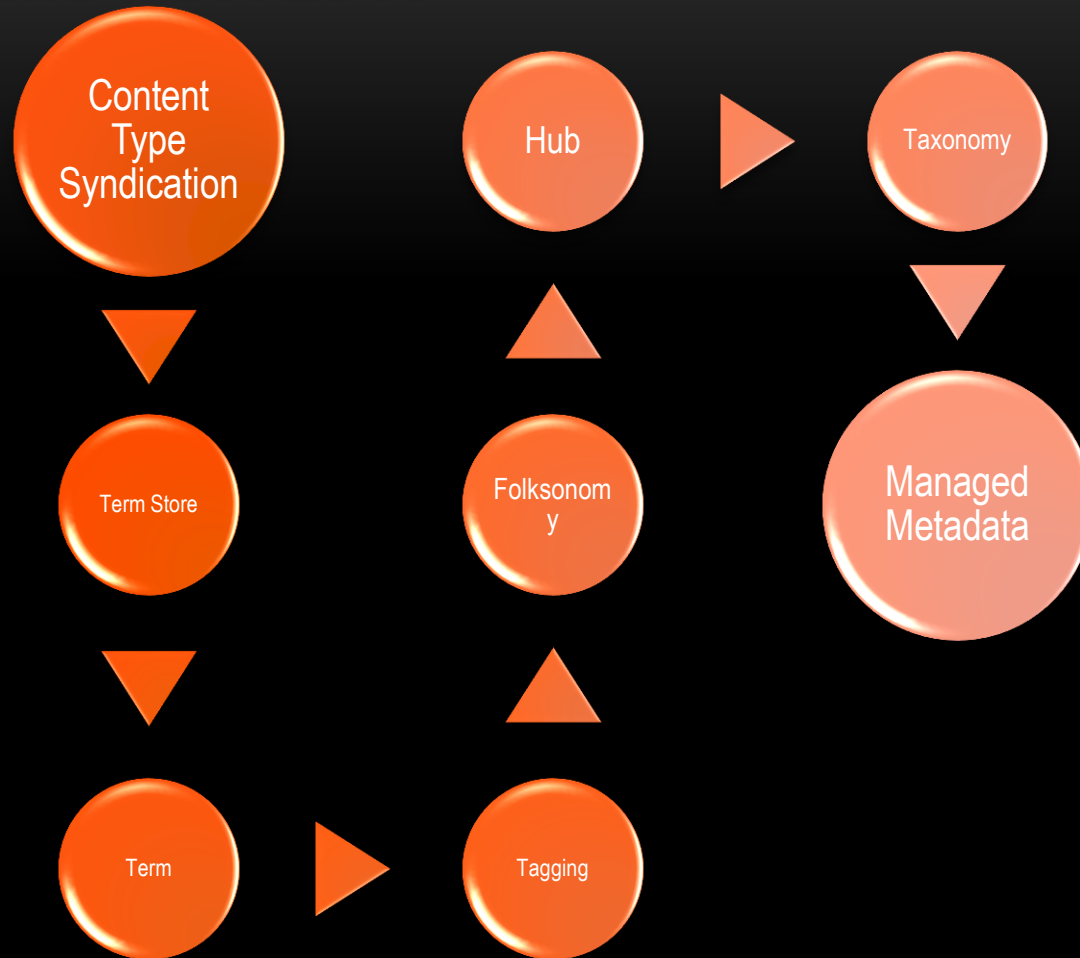 Content
Type
Syndication
Term Store
Term
Tagging
Folksonom
y
Hub
Taxonomy
Managed
Metadata